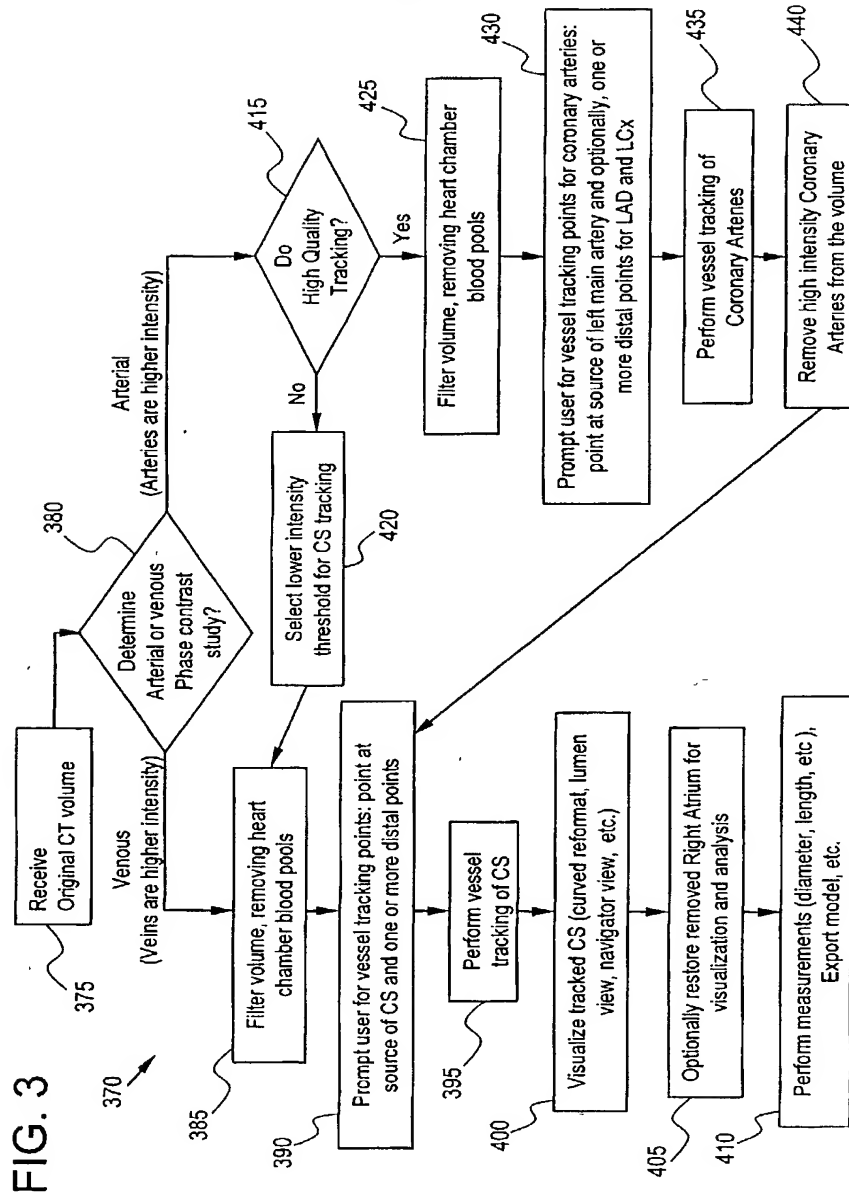 FIG. 3
370
375
Receive
Original CT volume
380
Determine
Arterial or venous
Phase contrast
study?
Venous
(Veins are higher intensity)
Arterial
(Arteries are higher intensity)
385
Filter volume, removing heart
chamber blood pools
390
Prompt user for vessel tracking points: point at
source of CS and one or more distal points
395
Perform vessel
tracking of CS
400
Visualize tracked CS (curved reformat, lumen
view, navigator view, etc.)
405
Optionally restore removed Right Atrium for
visualization and analysis
410
Perform measurements (diameter, length, etc ),
Export model, etc.
415
Do
High Quality
Tracking?
No
Yes
420
Select lower intensity
threshold for CS tracking
425
Filter volume, removing heart chamber
blood pools
430
Prompt user for vessel tracking points for coronary arteries:
point at source of left main artery and optionally, one or
more distal points for LAD and LCx
435
Perform vessel tracking of
Coronary Artenes
440
Remove high intensity Coronary
Arteries from the volume